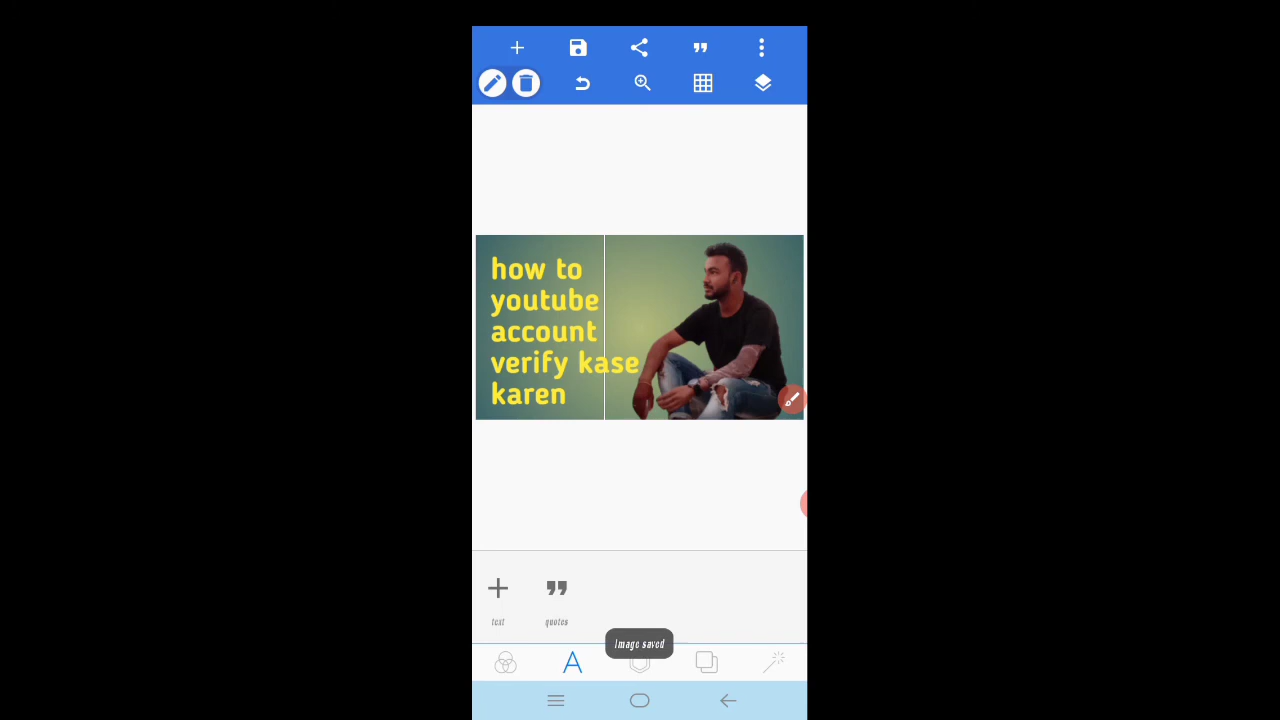 how to
youtube
account
verify kase
karen
text
quotes
Image saved